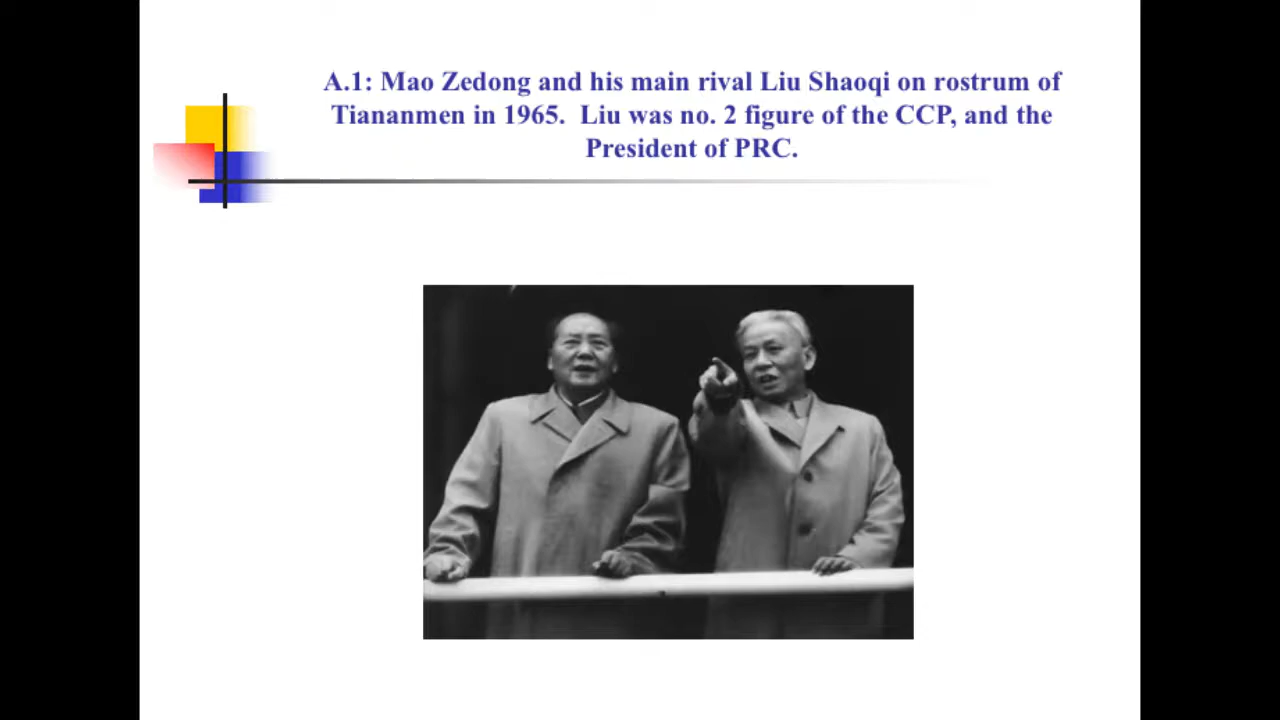 A.1: Mao Zedong and his main rival Liu Shaoqi on rostrum of
Tiananmen in 1965.  Liu was no. 2 figure of the CCP, and the
President of PRC.